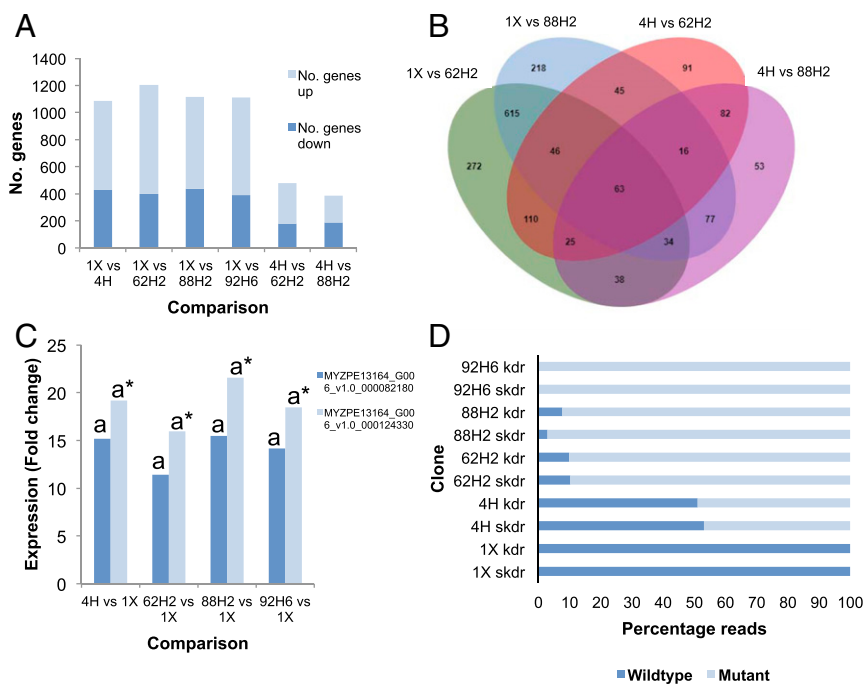 A
1400
1200
1000
800
600
400
200
0
No. genes
No. genes up
No. genes down
1X vs 4H
1X vs 62H2
1X vs 88H2
1X vs 92H6
4H vs 62H2
4H vs 88H2
Comparison
B
1X vs 88H2
4H vs 62H2
1X vs 62H2
4H vs 88H2
218
91
45
615
82
46
16
272
53
63
110
77
25
34
38
C
25
20
15
10
5
0
Expression (Fold change)
a
a*
a
a*
a
a*
a
a*
MYZPE13164_G00
6_v1.0_000082180
MYZPE13164_G00
6_v1.0_000124330
4H vs 1X
62H2 vs 1X
88H2 vs 1X
92H6 vs 1X
Comparison
D
Clone
92H6 kdr
92H6 skdr
88H2 kdr
88H2 skdr
62H2 kdr
62H2 skdr
4H kdr
4H skdr
1X kdr
1X skdr
0 10 20 30 40 50 60 70 80 90 100
Percentage reads
Wildtype Mutant